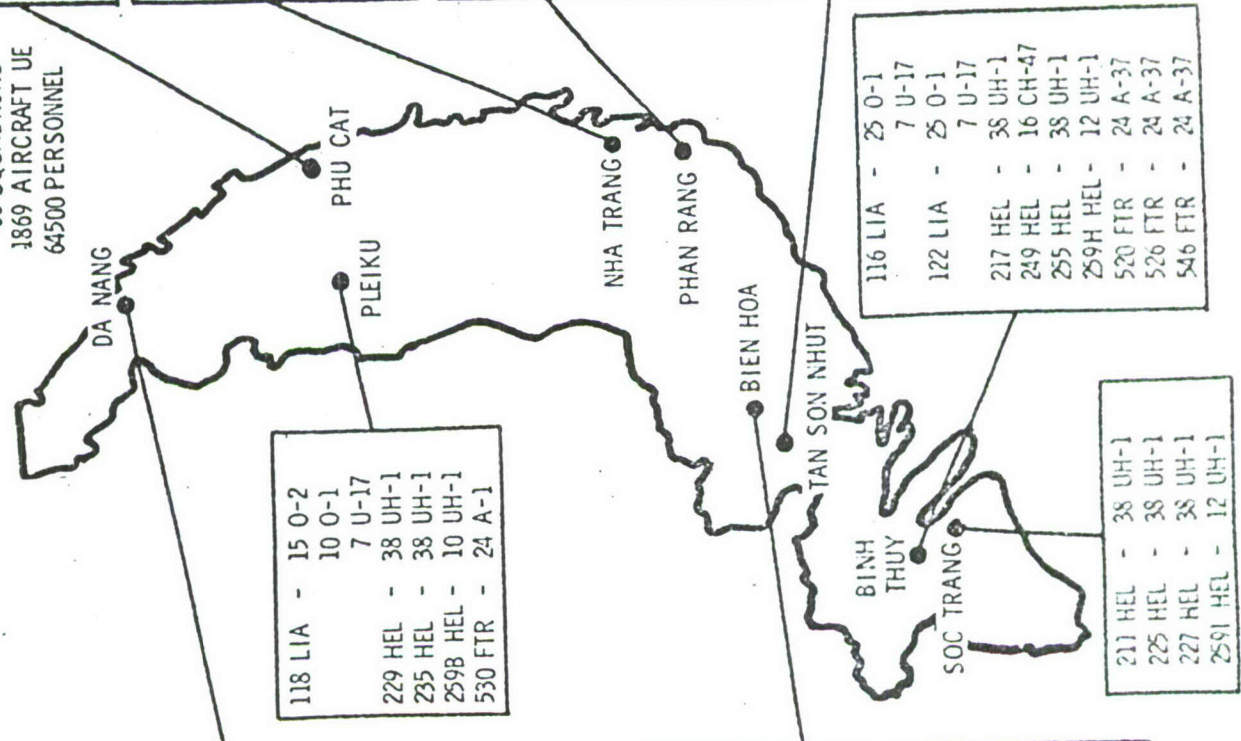 1869 AIRCRAFT UE
64500 PERSONNEL
DA NANG
PHU CAT
PLEIKU
NHA TRANG
PHAN RANG
BIEN HOA
TAN SON NHUT
BINH
THUY
SOC TRANG
118 LIA - 15 O-2
10 O-1
7 U-17
229 HEL - 38 UH-1
235 HEL - 38 UH-1
259B HEL - 10 UH-1
530 FTR - 24 A-1
116 LIA - 25 O-1
7 U-17
122 LIA - 25 O-1
7 U-17
217 HEL - 38 UH-1
249 HEL - 16 CH-47
255 HEL - 38 UH-1
259H HEL - 12 UH-1
520 FTR - 24 A-37
526 FTR - 24 A-37
546 FTR - 24 A-37
211 HEL - 38 UH-1
225 HEL - 38 UH-1
227 HEL - 38 UH-1
259I HEL - 12 UH-1